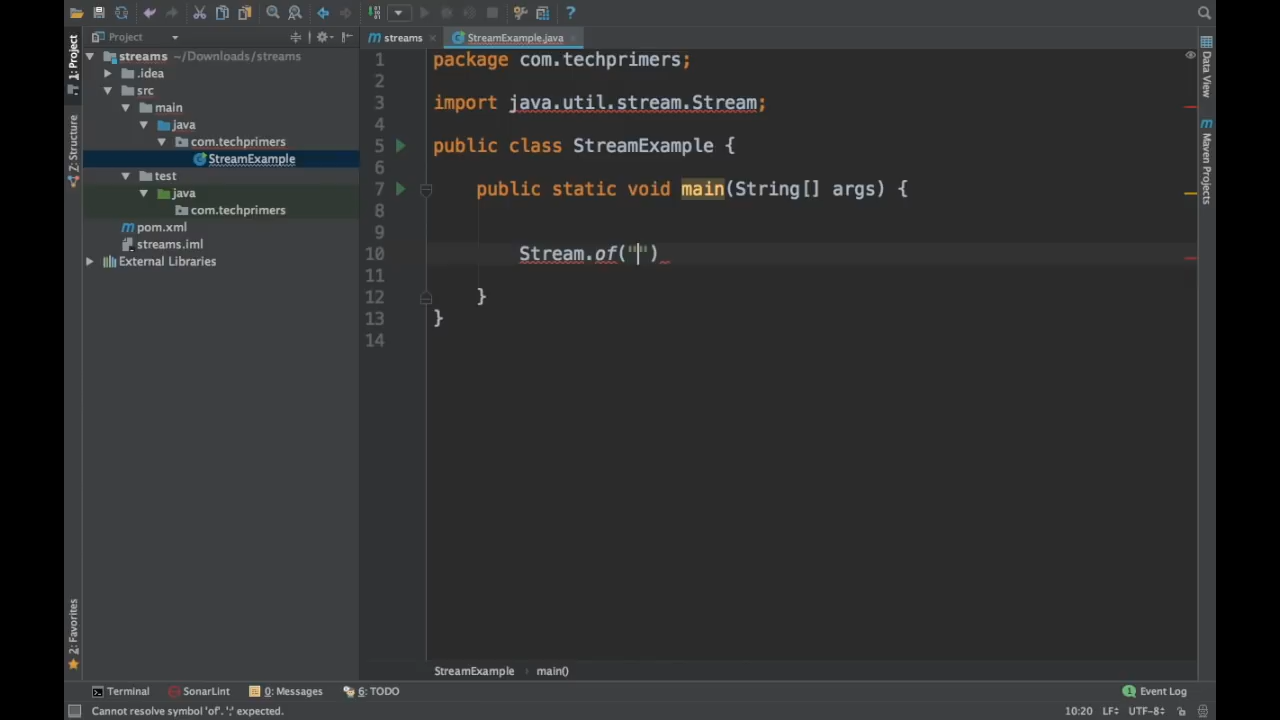 Project
streams
StreamExample.java
streams ~/Downloads/streams
.idea
src
main
java
com.techprimers
StreamExample
test
java
com.techprimers
pom.xml
streams.iml
External Libraries
1: Project
7: Structure
2: Favorites
1 package com.techprimers;
2
3 import java.util.stream.Stream;
4
5 public class StreamExample {
6
7 public static void main(String[] args) {
8
9
10 Stream.of("")
11
12 }
13 }
14
Data View
Maven Projects
StreamExample › main()
Terminal SonarLint 0: Messages 6: TODO
1 Event Log
Cannot resolve symbol 'of'. ';' expected.
10:20 LF÷ UTF-8÷